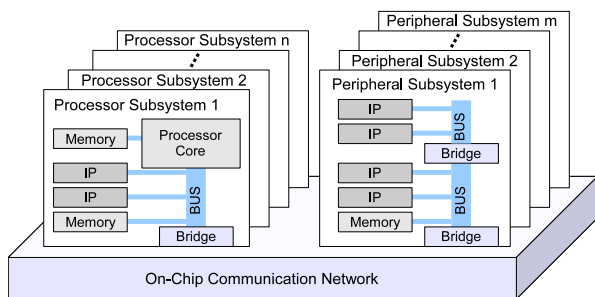 Processor Subsystem n
Processor Subsystem 2
Processor Subsystem 1
Memory
Processor
Core
IP
IP
Memory
BUS
Bridge
Peripheral Subsystem m
Peripheral Subsystem 2
Peripheral Subsystem 1
IP
IP
BUS
Bridge
IP
IP
Memory
BUS
Bridge
On-Chip Communication Network